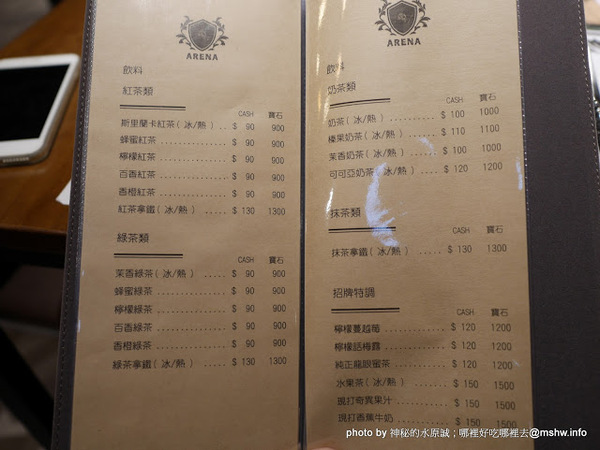 ARENA
飲料
紅茶類
CASH 寶石
斯里蘭卡紅茶(冰/熱) .. $ 90 900
蜂蜜紅茶 $ 90 900
檸檬紅茶 $ 90 900
百香紅茶 $ 90 900
香橙紅茶 $ 90 900
紅茶拿鐵 (冰/熱) $ 130 1300
綠茶類
CASH 寶石
茉香綠茶(冰/熱) $ 90 900
蜂蜜綠茶 $ 90 900
檸檬綠茶 $ 90 900
百香綠茶 $ 90 900
香橙綠茶 $ 90 900
綠茶拿鐵 (冰/熱) $ 130 1300
ARENA
飲料
奶茶類
CASH 寶石
奶茶(冰/熱) $ 100 1000
榛果奶茶(冰/熱) $ 110 1100
茉香奶茶(冰/熱) $ 100 1000
可可亞奶茶(冰/熱) $ 120 1200
抹茶類
CASH 寶石
抹茶拿鐵(冰/熱) $ 130 1300
招牌特調
CASH 寶石
檸檬蔓越莓 $ 120 1200
檸檬話梅露 $ 120 1200
純正龍眼蜜茶 $ 120 1200
水果茶(冰/熱) $ 150 1500
現打奇異果汁 $ 150 1500
現打香蕉牛奶 $ 150 1500
photo by 神秘的水原誠；哪裡好吃哪裡去@mshw.info